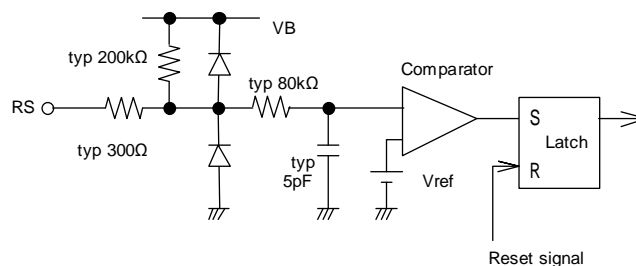 VB
typ 200kΩ
Comparator
typ 80kΩ
RS
S
Latch
typ 300Ω
typ
5pF
R
Vref
Reset signal